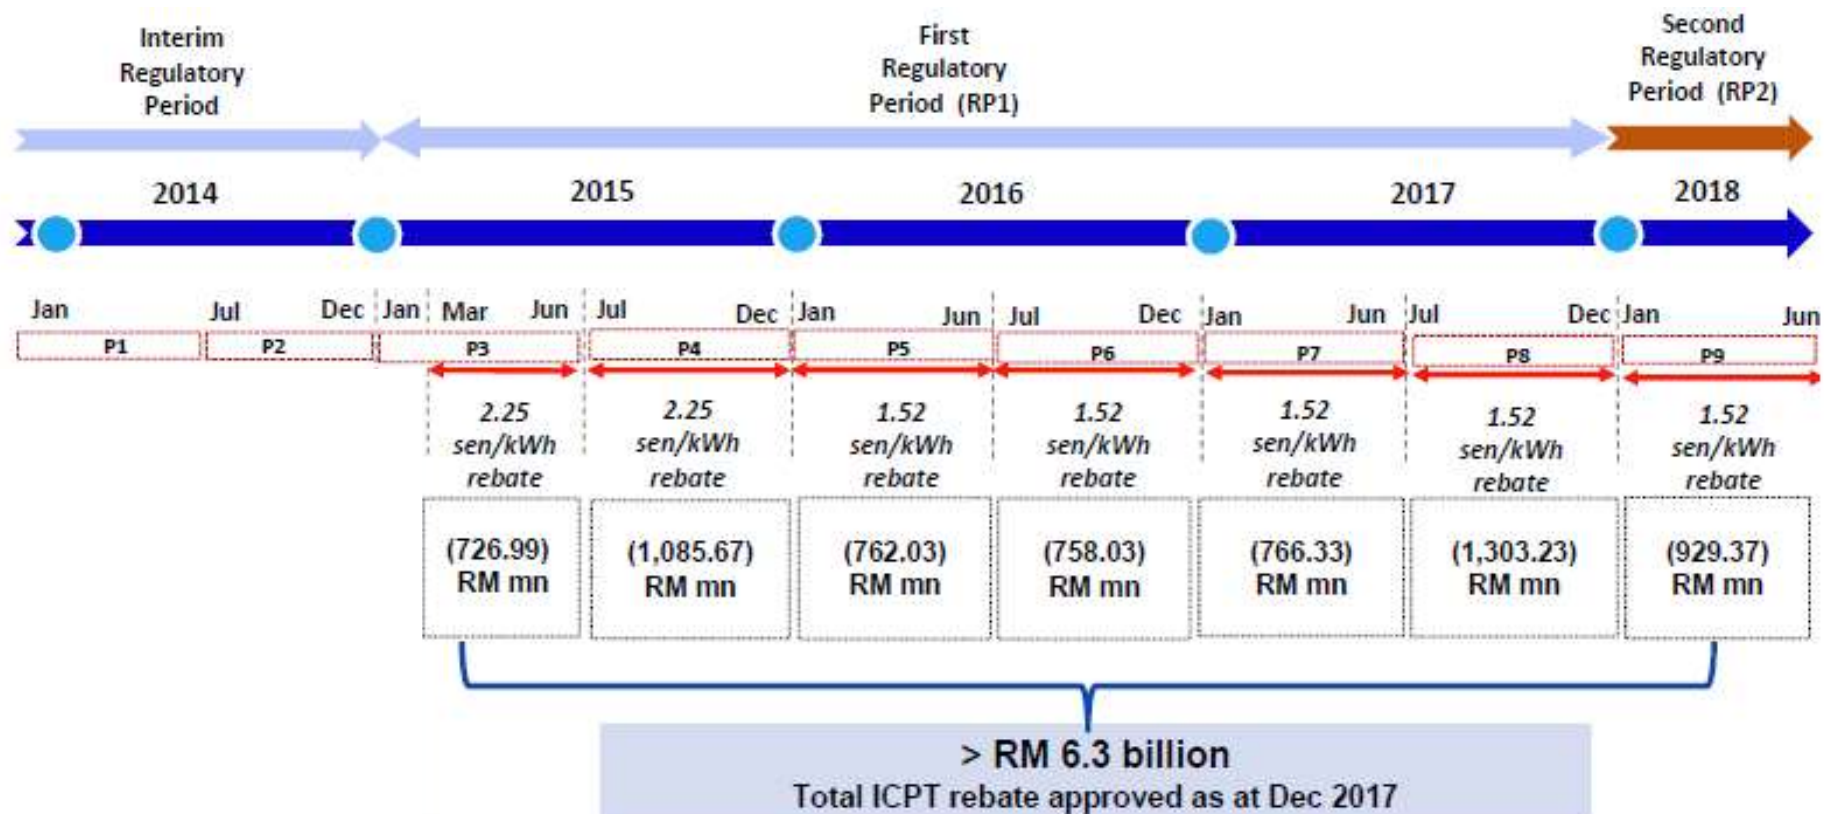 Interim
Regulatory
Period
First
Regulatory
Period (RP1)
Second
Regulatory
Period (RP2)
2014
2015
2016
2017
2018
Jan
Jul
Dec
Jan
Mar
Jun
Jul
Dec
Jan
Jun
Jul
Dec
Jan
Jun
Jul
Dec
Jan
Jun
P1
P2
P3
P4
P5
P6
P7
P8
P9
2.25
sen/kWh
rebate
2.25
sen/kWh
rebate
1.52
sen/kWh
rebate
1.52
sen/kWh
rebate
1.52
sen/kWh
rebate
1.52
sen/kWh
rebate
1.52
sen/kWh
rebate
(726.99)
RM mn
(1,085.67)
RM mn
(762.03)
RM mn
(758.03)
RM mn
(766.33)
RM mn
(1,303.23)
RM mn
(929.37)
RM mn
> RM 6.3 billion
Total ICPT rebate approved as at Dec 2017